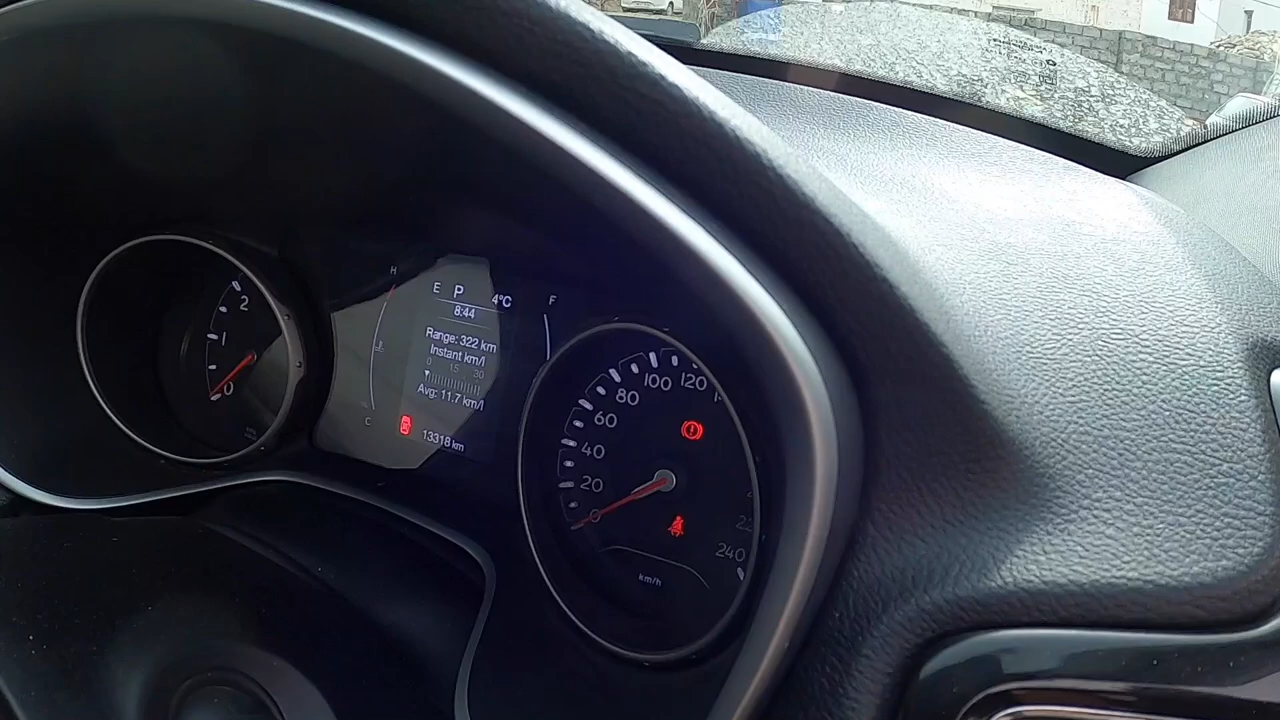 2
1
0
H
C
E P 4°C
8:44
Range: 322 km
Instant km/l
0 15 30
Avg: 11.7 km/l
13318 km
F
0
20
40
60
80
100
120
240
km/h